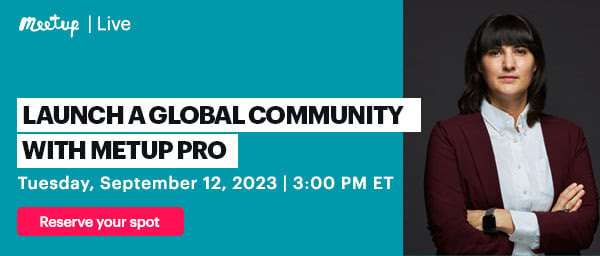 meetup | Live
LAUNCH A GLOBAL COMMUNITY
WITH METUP PRO
Tuesday, September 12, 2023 | 3:00 PM ET
Reserve your spot